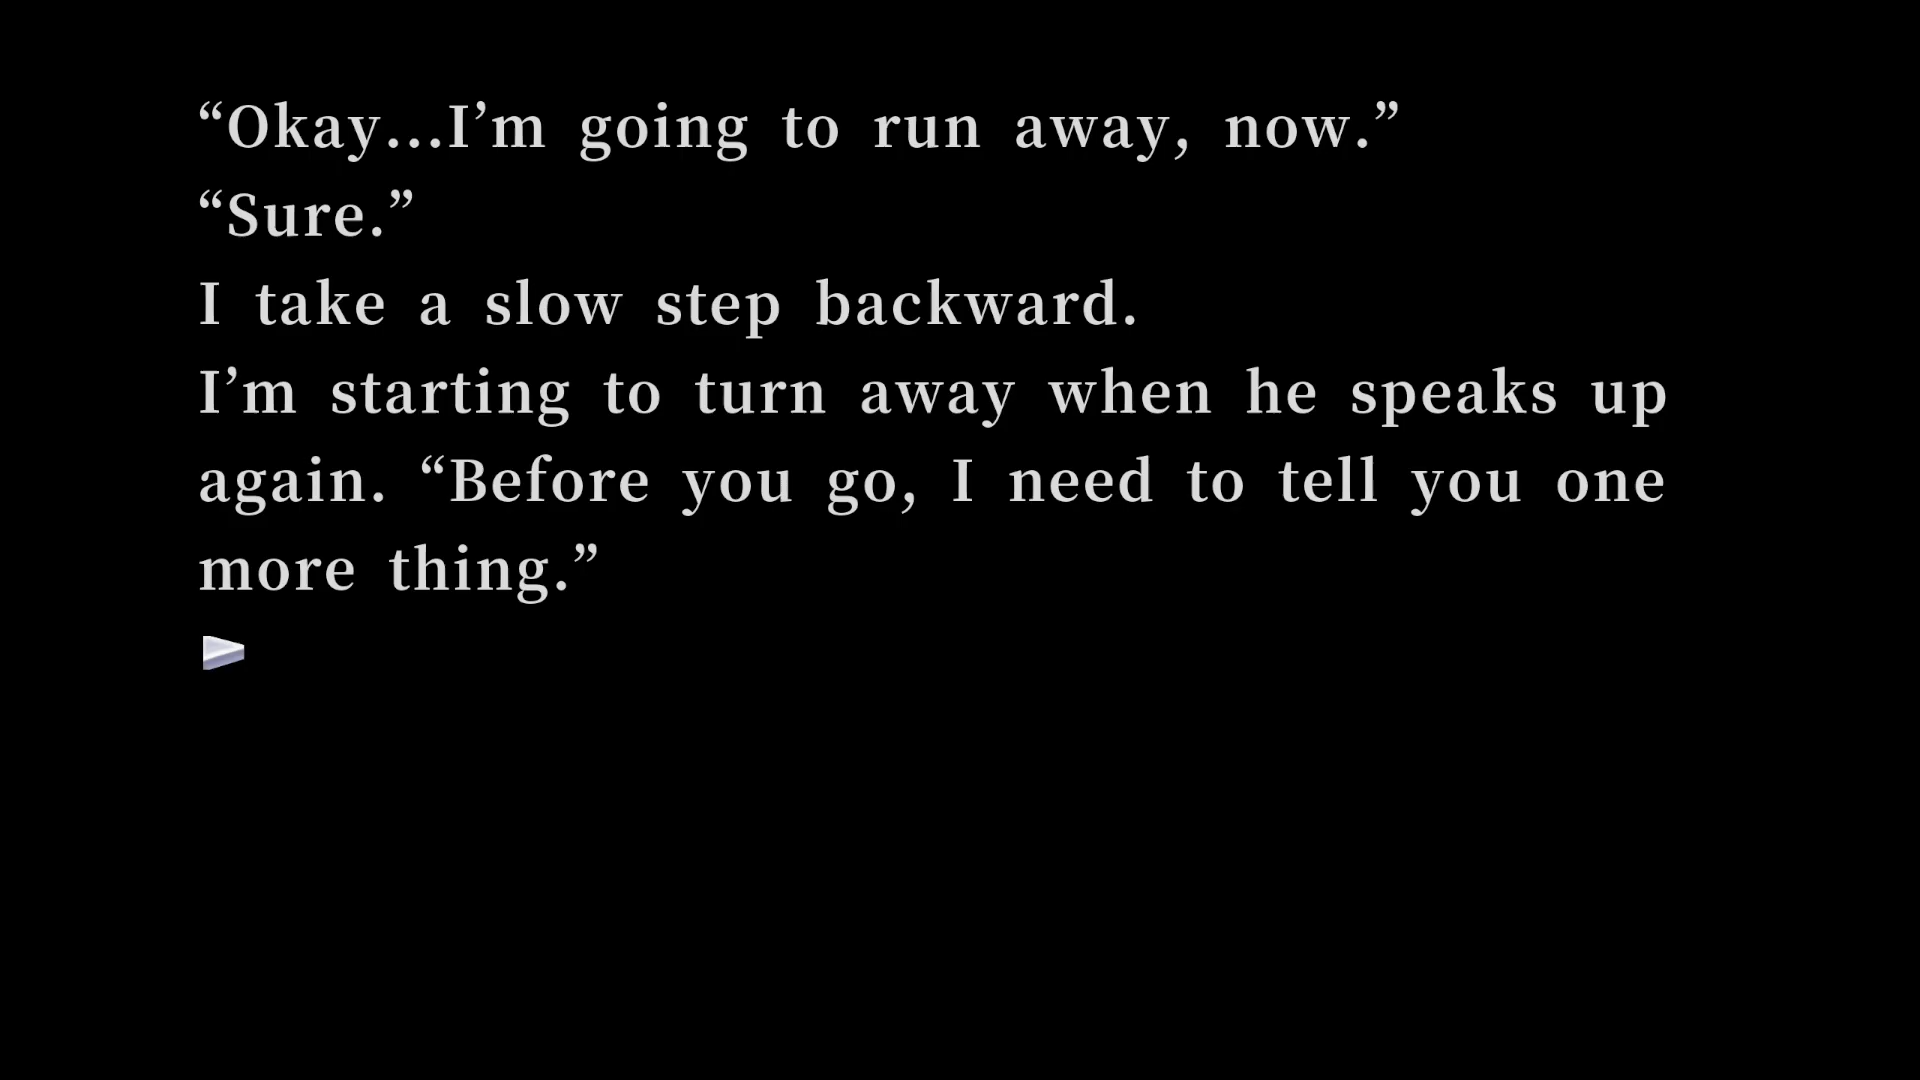 “Okay...I’m going to run away, now.”
“Sure.”
I take a slow step backward.
I’m starting to turn away when he speaks up
again. “Before you go, I need to tell you one
more thing.”